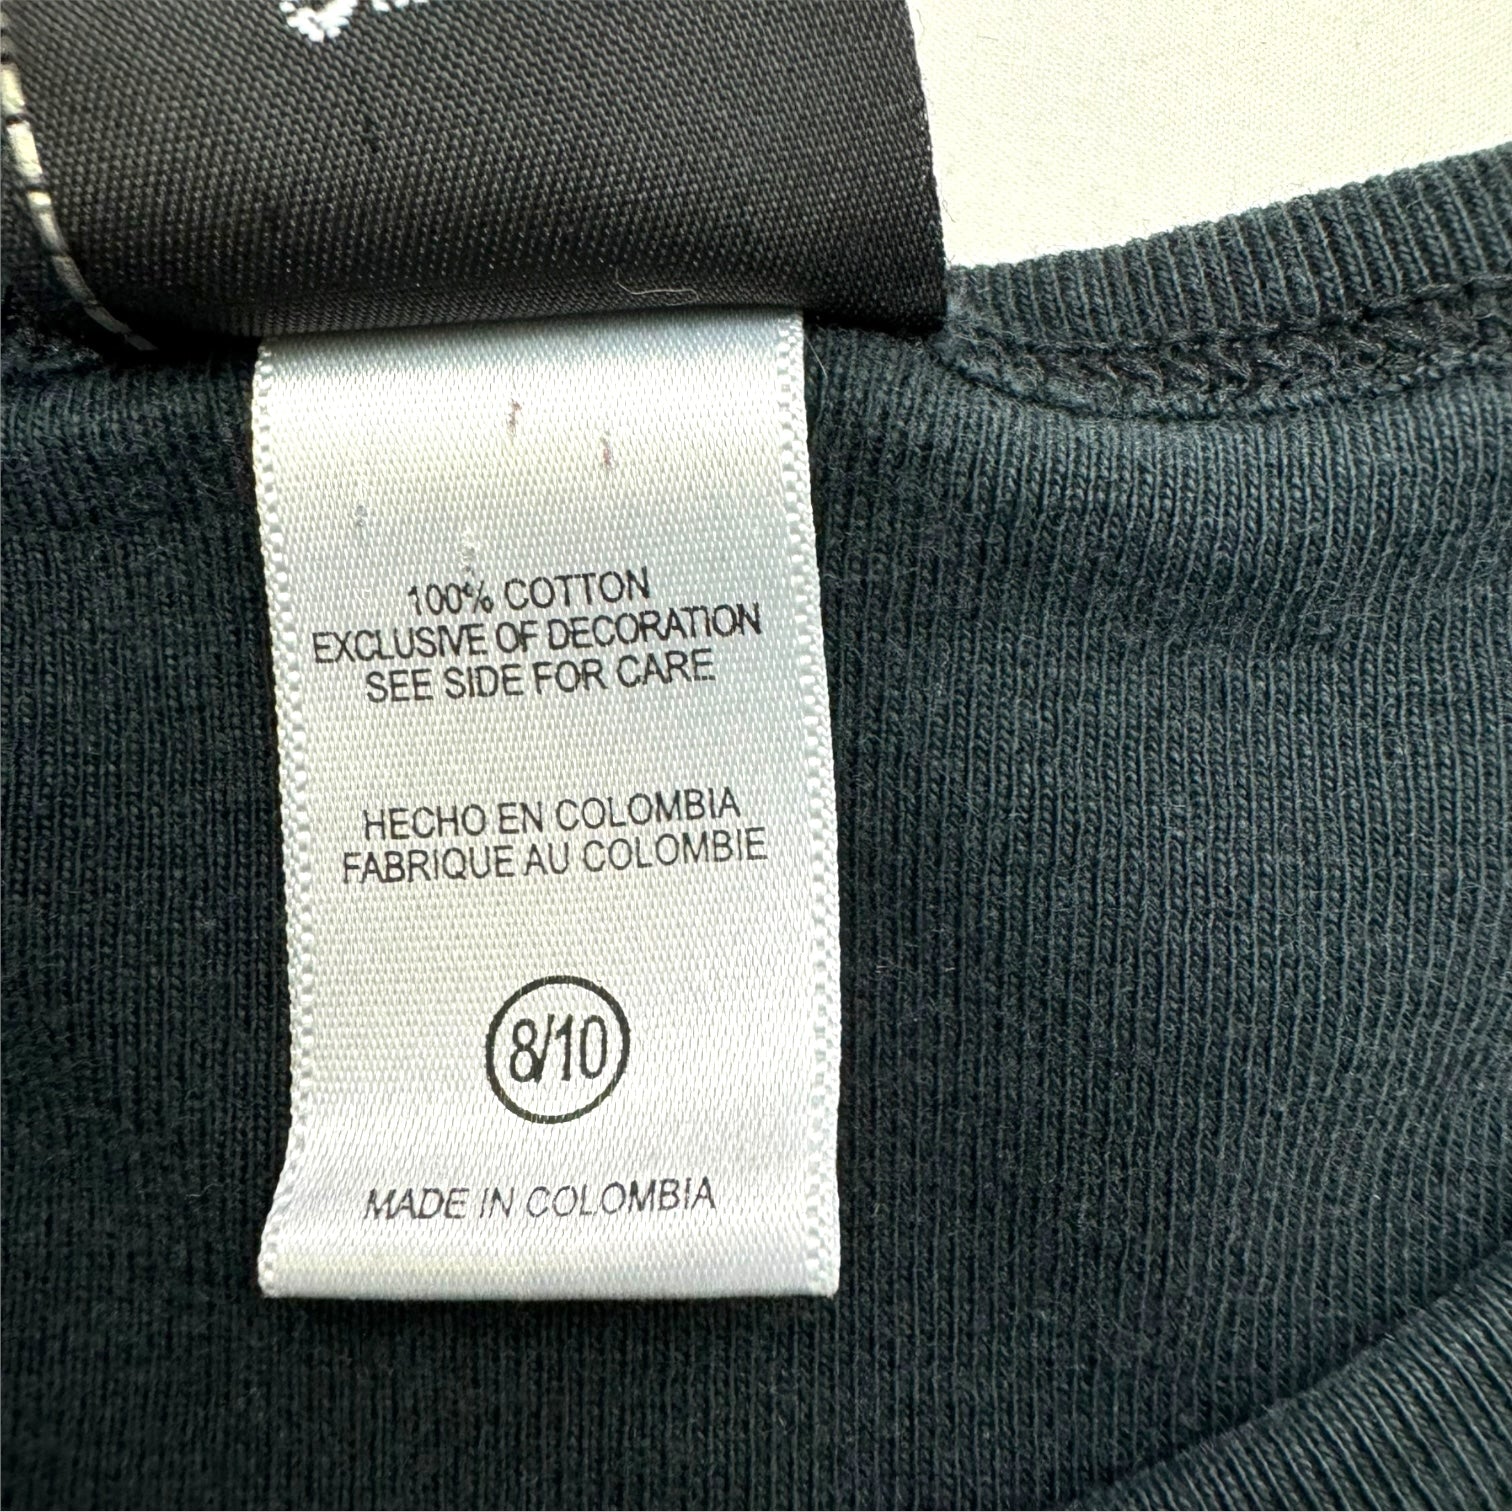 100% COTTON
EXCLUSIVE OF DECORATION
SEE SIDE FOR CARE
HECHO EN COLOMBIA
FABRIQUE AU COLOMBIE
8/10
MADE IN COLOMBIA